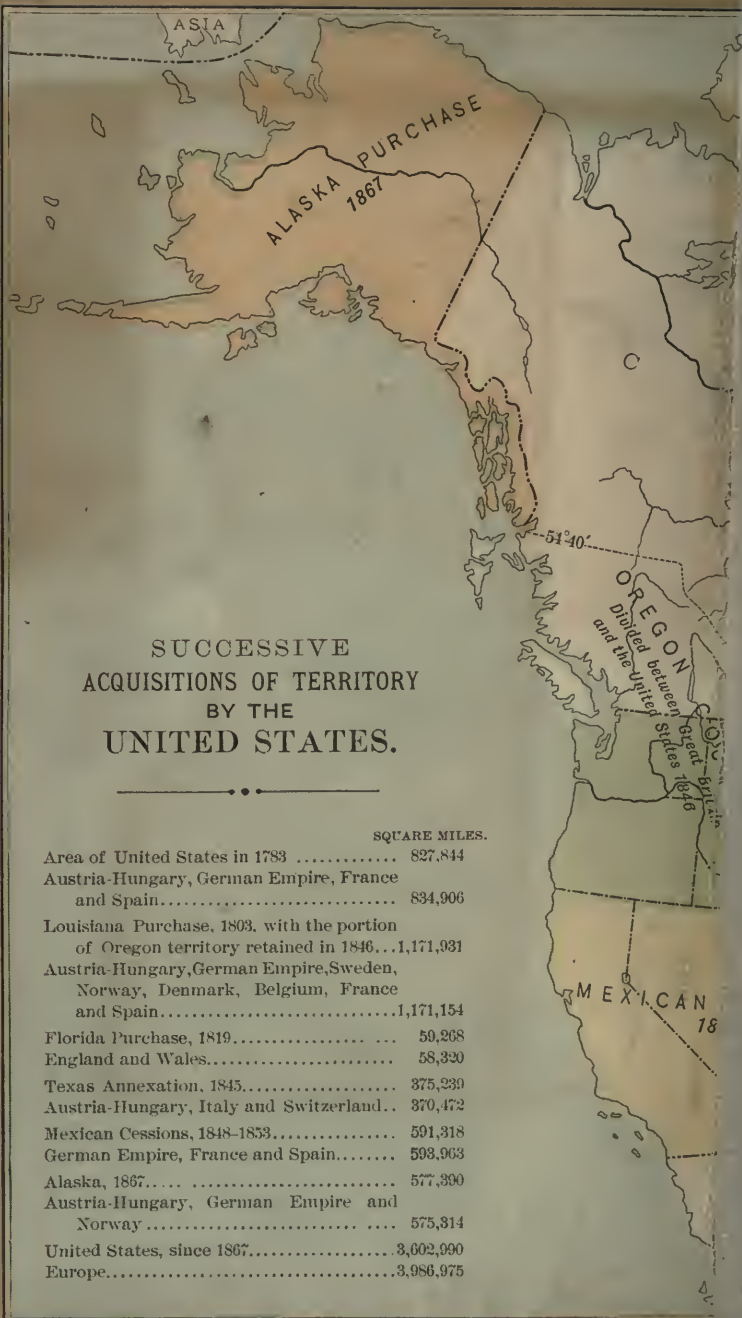 ASIA
ALASKA PURCHASE
1867
C
54°40'
OREGON
Divided between Great Britain
and the United States 1846
MEXICAN
18
SUCCESSIVE
ACQUISITIONS OF TERRITORY
BY THE
UNITED STATES.
SQUARE MILES.
Area of United States in 1783 ............. 827,844
Austria-Hungary, German Empire, France
and Spain.............................. 834,906
Louisiana Purchase, 1803, with the portion
of Oregon territory retained in 1846...1,171,931
Austria-Hungary,German Empire,Sweden,
Norway, Denmark, Belgium, France
and Spain..............................1,171,154
Florida Purchase, 1819.................. ... 59,268
England and Wales........................ 58,320
Texas Annexation, 1845.................... 375,239
Austria-Hungary, Italy and Switzerland.. 370,472
Mexican Cessions, 1848-1853................ 591,318
German Empire, France and Spain........ 593,963
Alaska, 1867..... .......................... 577,390
Austria-Hungary, German Empire and
Norway ........................... .... 575,314
United States, since 1867..................3,602,990
Europe.....................................3,986,975